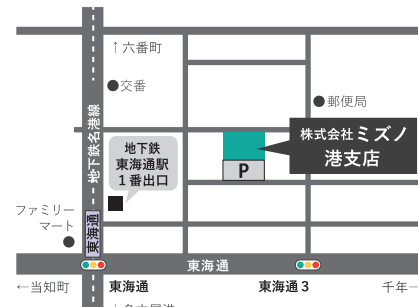 ↑六番町
交番
郵便局
地下鉄名港線
地下鉄
東海通駅
1番出口
株式会社ミズノ
港支店
P
ファミリー
マート
東海通
東海通
←当知町
東海通
東海通3
千年